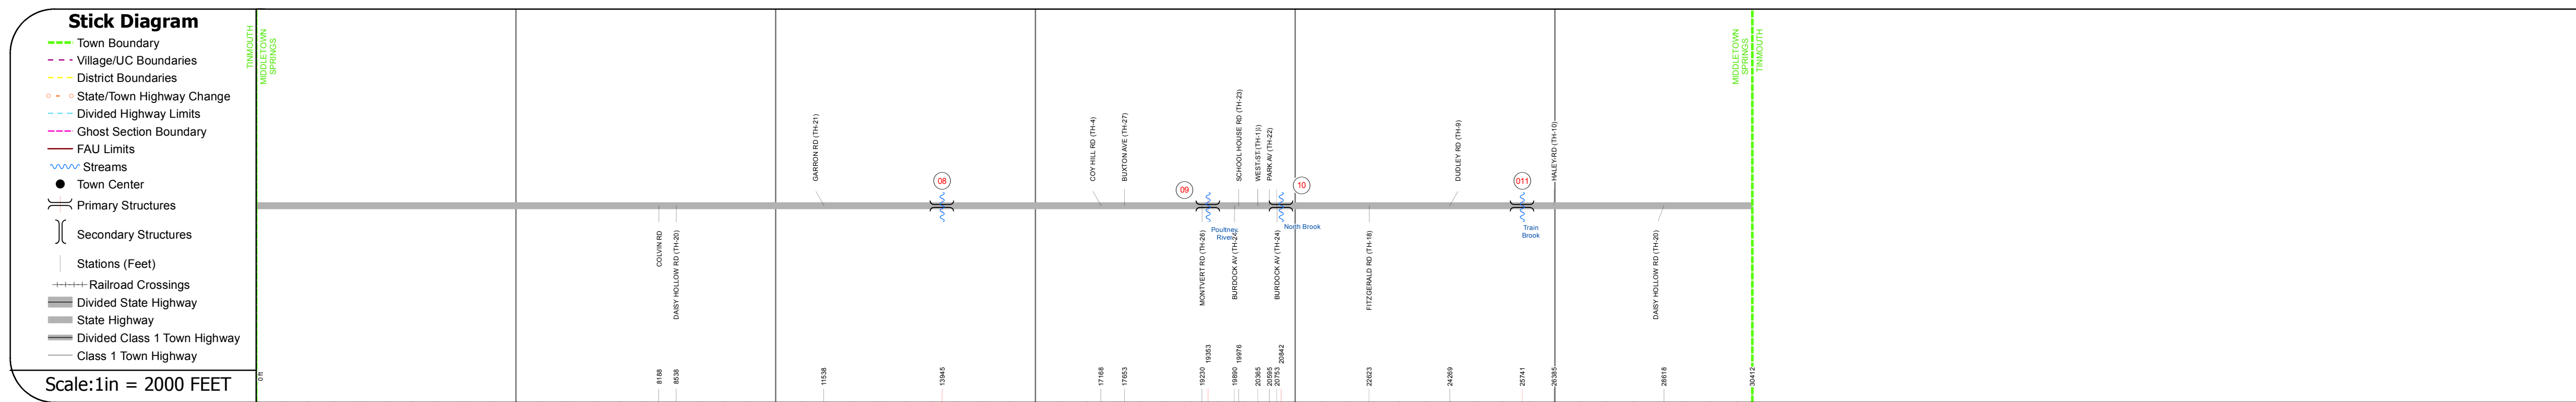 Stick Diagram
Town Boundary
Village/UC Boundaries
District Boundaries
State/Town Highway Change
Divided Highway Limits
Ghost Section Boundary
FAU Limits
Streams
Town Center
Primary Structures
Secondary Structures
Stations (Feet)
Railroad Crossings
Divided State Highway
State Highway
Divided Class 1 Town Highway
Class 1 Town Highway
Scale:1in = 2000 FEET
TINMOUTH
MIDDLETOWN
SPRINGS
GARRON RD (TH-21)
COY HILL RD (TH-4)
BUXTON AVE (TH-27)
SCHOOL HOUSE RD (TH-23)
PARK AV (TH-22)
DUDLEY RD (TH-9)
HALEY RD (TH-10)
MIDDLETOWN
SPRINGS
TINMOUTH
08
09
10
011
COLVIN RD
DAISY HOLLOW RD (TH-20)
MONTVERT RD (TH-26)
Poultney
River
BURDOCK AV (TH-24)
BURDOCK AV (TH-24)
North Brook
FITZGERALD RD (TH-18)
Train
Brook
DAISY HOLLOW RD (TH-20)
0 ft
8188
8538
11538
13945
17168
17653
19230
19353
19890
19976
20365
20595
20753
20842
22623
24269
25741
26385
28618
30412